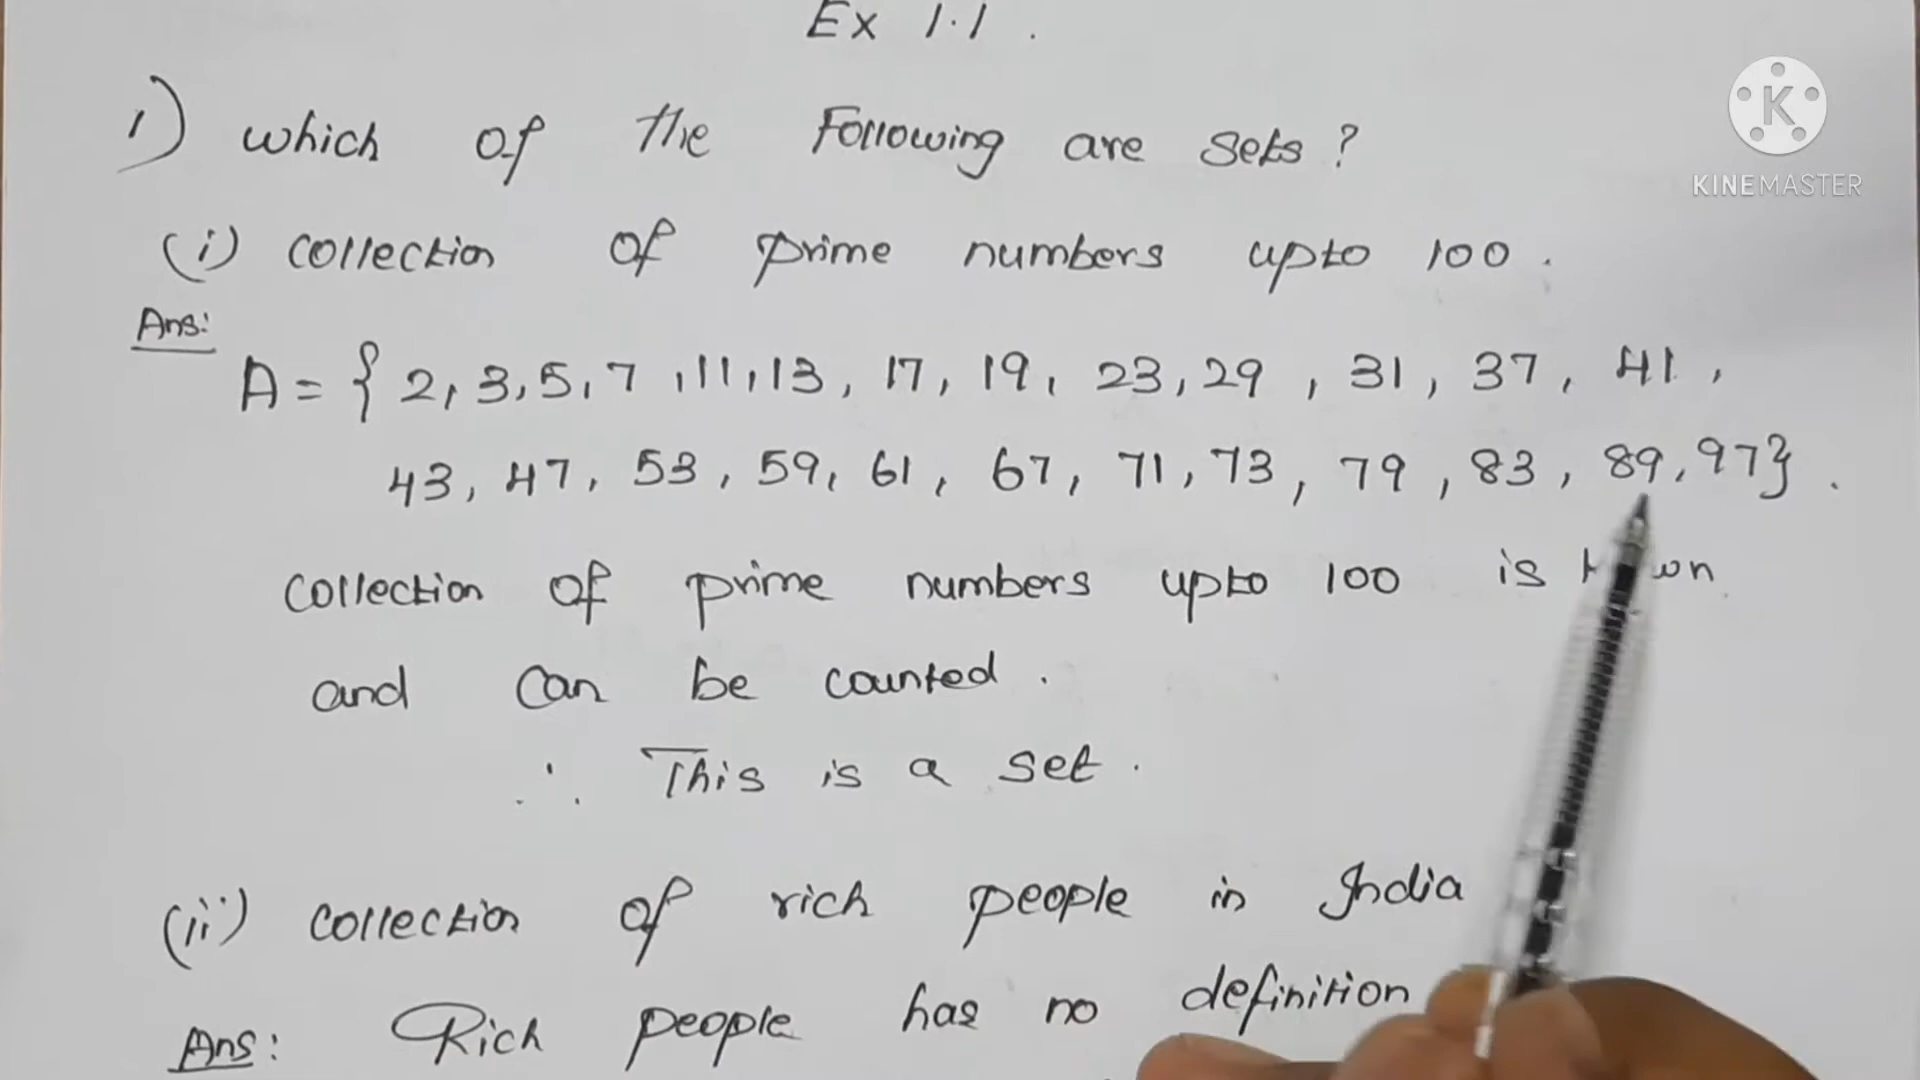 Ex 1.1.
1) which of the Following are sets?
K
KINEMASTER
(i) collection of prime numbers upto 100.
Ans:
A = { 2, 3, 5, 7, 11, 13, 17, 19, 23, 29, 31, 37, 41,
43, 47, 53, 59, 61, 67, 71, 73, 79, 83, 89, 97}.
collection of prime numbers upto 100 is
and can be counted.
∴ This is a set.
(ii) collection of rich people in India
Ans: Rich people has no definition